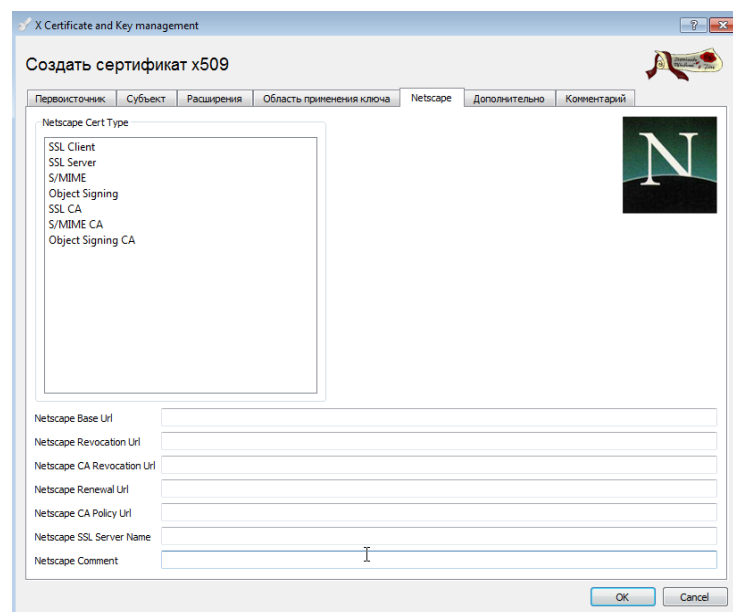 X Certificate and Key management
Создать сертификат x509
Первоисточник Субъект Расширения Область применения ключа Netscape Дополнительно Комментарий
Netscape Cert Type
SSL Client
SSL Server
S/MIME
Object Signing
SSL CA
S/MIME CA
Object Signing CA
N
Netscape Base Url
Netscape Revocation Url
Netscape CA Revocation Url
Netscape Renewal Url
Netscape CA Policy Url
Netscape SSL Server Name
Netscape Comment
OK Cancel